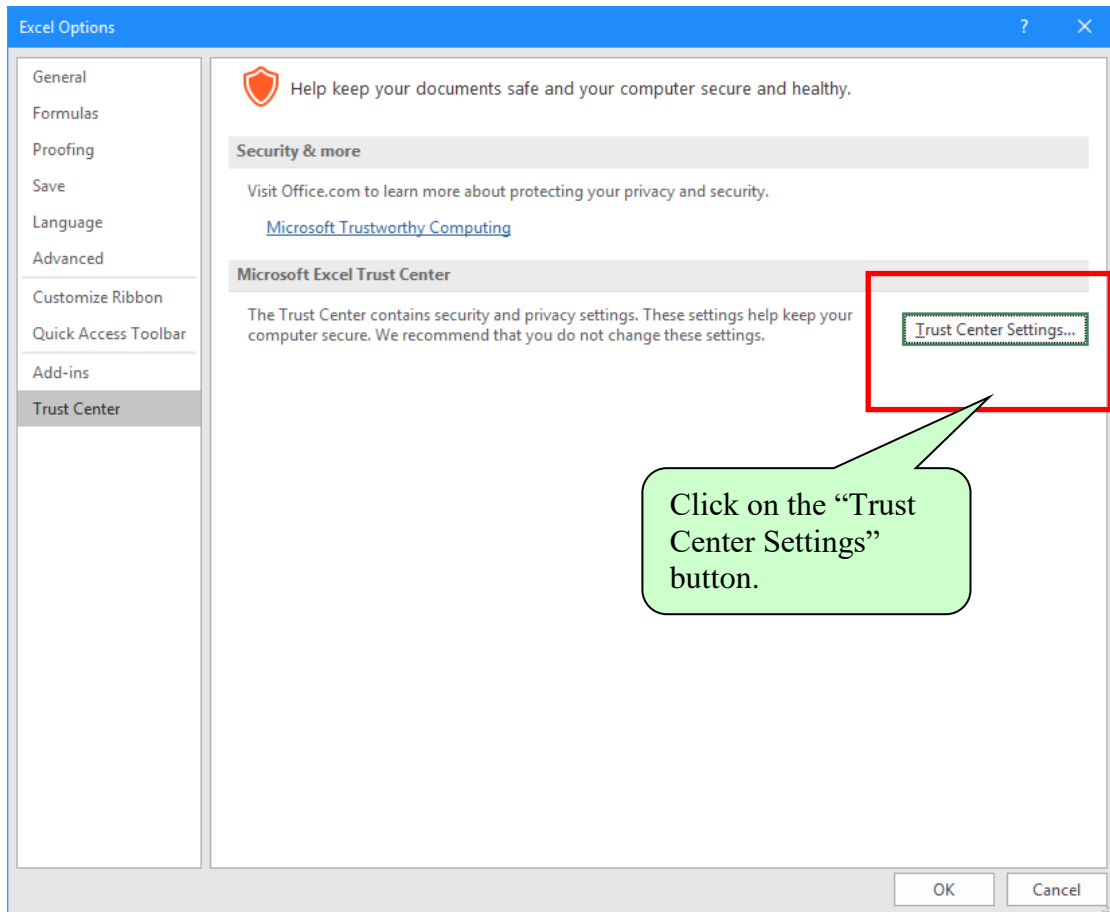 Excel Options
?
General
Formulas
Proofing
Save
Language
Advanced
Customize Ribbon
Quick Access Toolbar
Add-ins
Trust Center
Help keep your documents safe and your computer secure and healthy.
Security & more
Visit Office.com to learn more about protecting your privacy and security.
Microsoft Trustworthy Computing
Microsoft Excel Trust Center
The Trust Center contains security and privacy settings. These settings help keep your
computer secure. We recommend that you do not change these settings.
Trust Center Settings...
Click on the “Trust
Center Settings”
button.
OK
Cancel